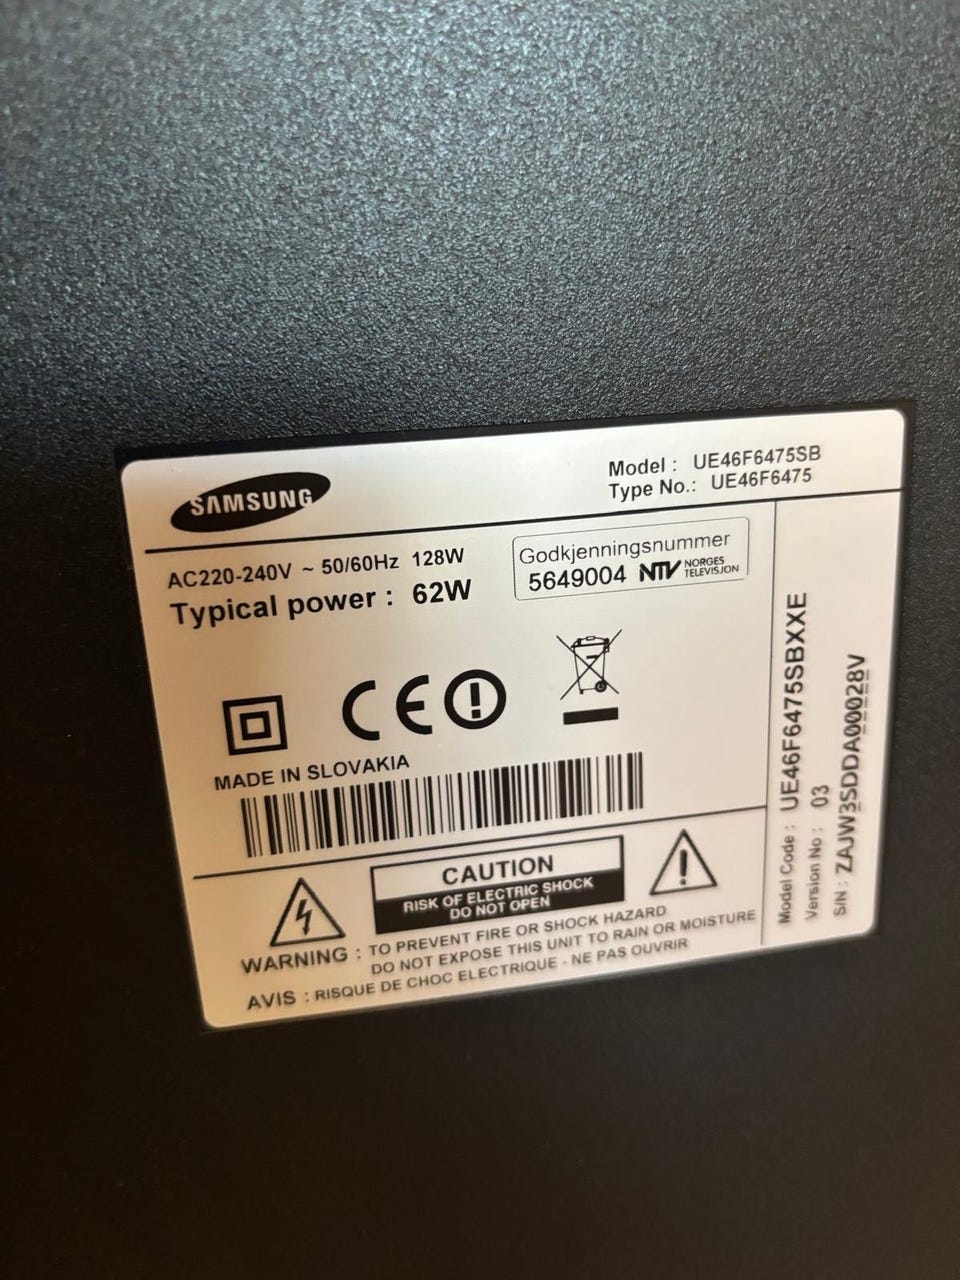 SAMSUNG
Model : UE46F6475SB
Type No.: UE46F6475
AC220-240V ~ 50/60Hz 128W
Typical power : 62W
Godkjenningsnummer
5649004 NTV NORGES TELEVISJON
CE
MADE IN SLOVAKIA
CAUTION
RISK OF ELECTRIC SHOCK
DO NOT OPEN
WARNING : TO PREVENT FIRE OR SHOCK HAZARD
DO NOT EXPOSE THIS UNIT TO RAIN OR MOISTURE
AVIS : RISQUE DE CHOC ELECTRIQUE - NE PAS OUVRIR
Model Code : UE46F6475SBXXE
Version No : 03
S/N : ZAJW3SDDA00028V